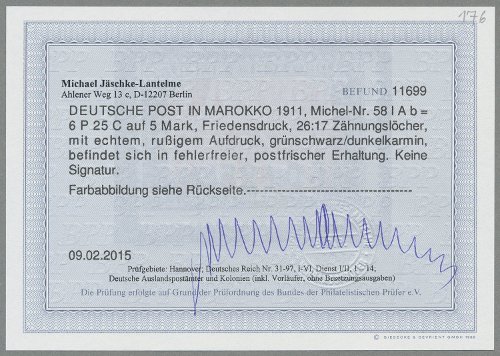 176
Michael Jäschke-Lantelme
Ahlener Weg 13 c, D-12207 Berlin
BEFUND 11699
DEUTSCHE POST IN MAROKKO 1911, Michel-Nr. 58 I A b =
6 P 25 C auf 5 Mark, Friedensdruck, 26:17 Zähnungslöcher,
mit echtem, rußigem Aufdruck, grünschwarz/dunkelkarmin,
befindet sich in fehlerfreier, postfrischer Erhaltung. Keine
Signatur.
Farbabbildung siehe Rückseite.
09.02.2015
Prüfgebiete: Hannover; Deutsches Reich Nr. 31-97, I-VI, Dienst I/II, 1-14;
Deutsche Auslandspostämter und Kolonien (inkl. Vorläufer, ohne Besetzungsausgaben)
Die Prüfung erfolgte auf Grund der Prüfordnung des Bundes der Philatelistischen Prüfer e.V.
© GIESECKE & DEVRIENT GMBH